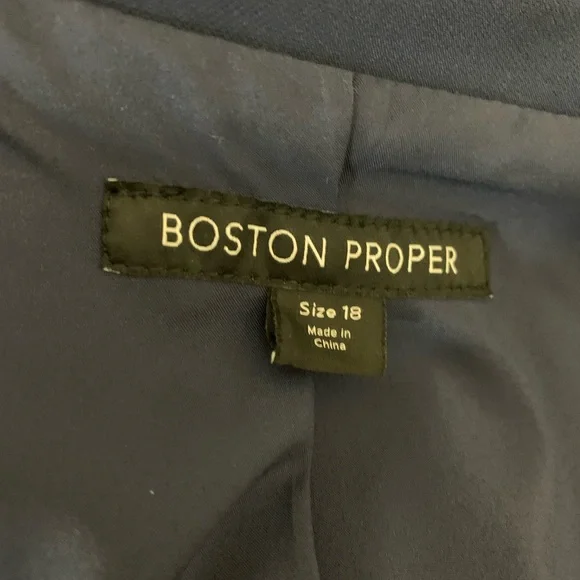 BOSTON PROPER
Size 18
Made in
China